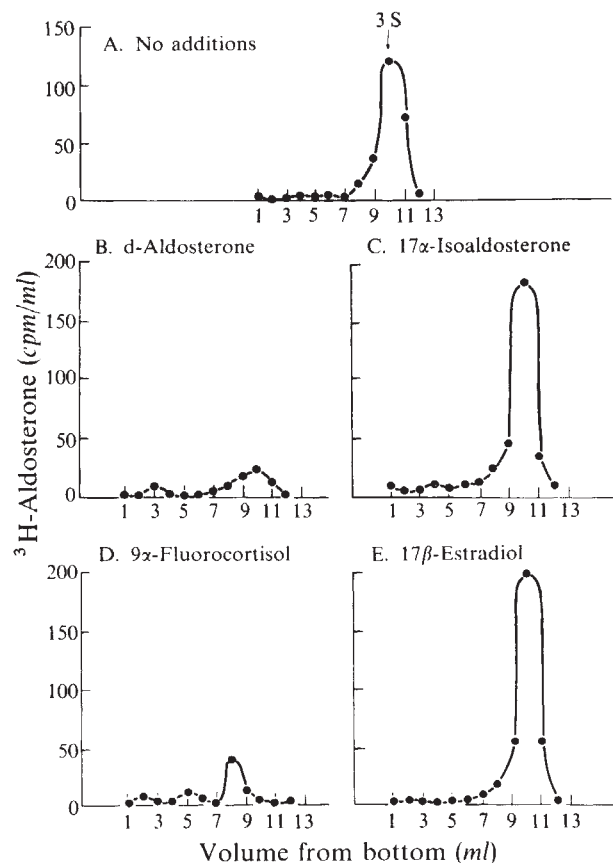 3 S
A. No additions
150
100
50
0
1 3 5 7 9 11 13
B. d-Aldosterone
C. 17α-Isoaldosterone
200
150
100
50
0
1 3 5 7 9 11 13
1 3 5 7 9 11 13
D. 9α-Fluorocortisol
E. 17β-Estradiol
200
150
100
50
0
1 3 5 7 9 11 13
1 3 5 7 9 11 13
³H-Aldosterone (cpm/ml)
Volume from bottom (ml)